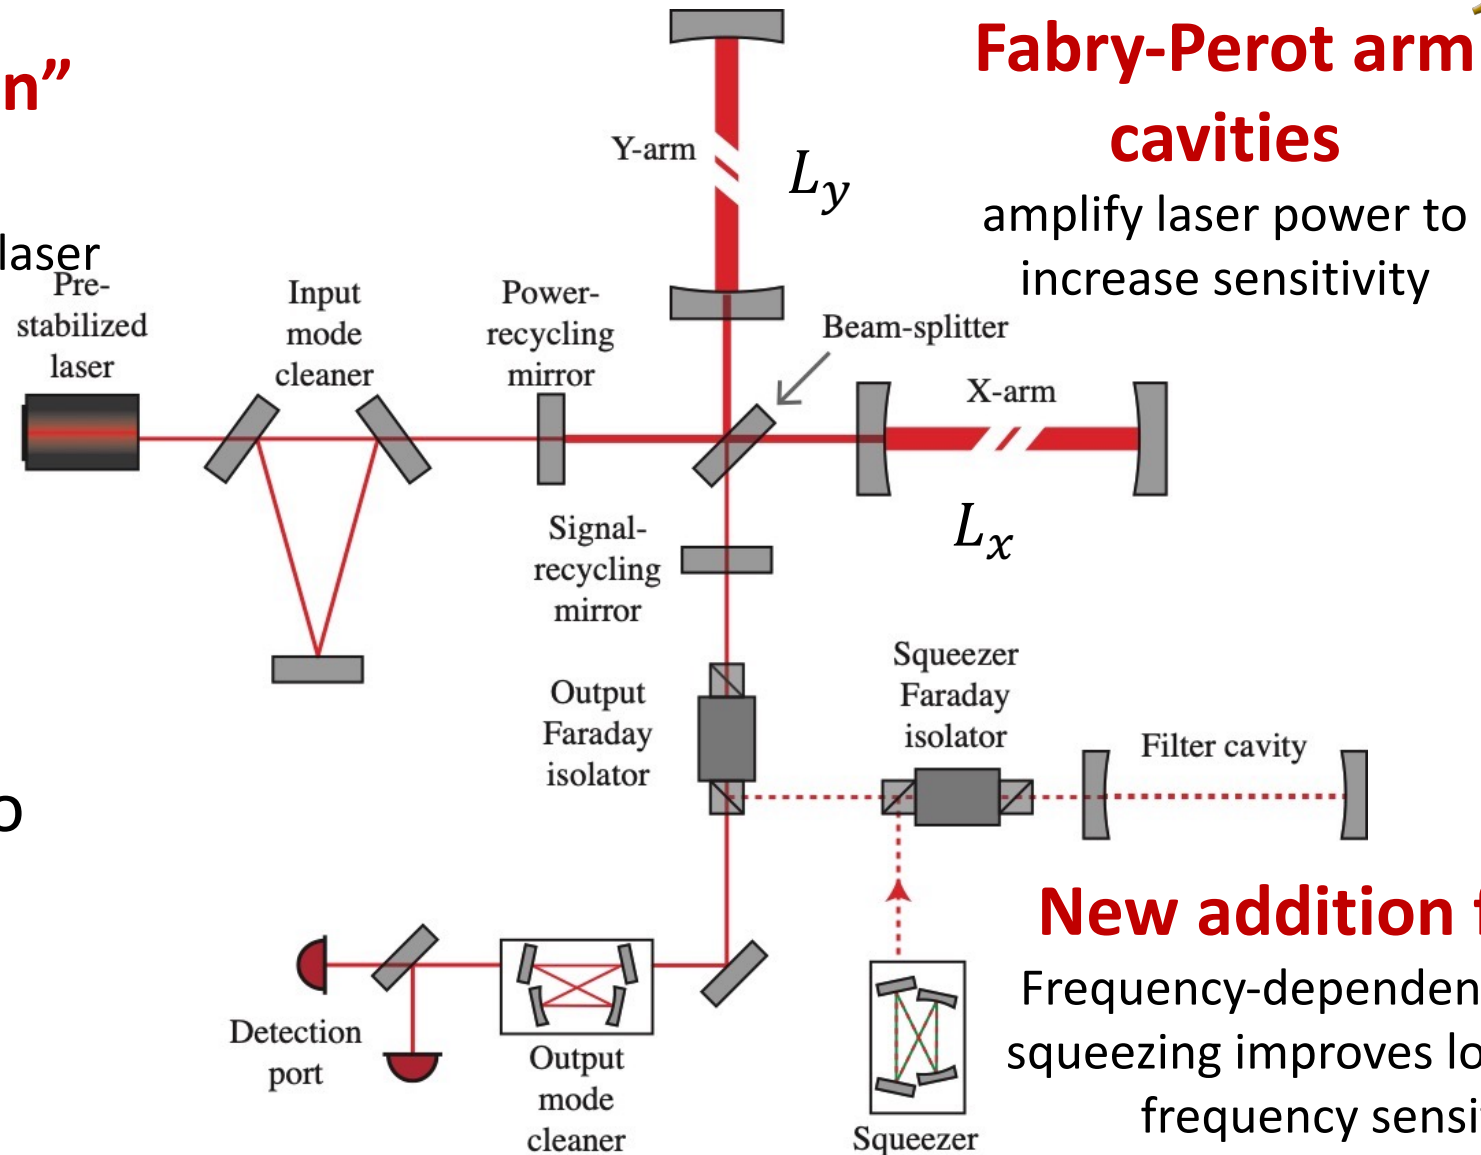 n”
laser
o
Fabry-Perot arm
cavities
amplify laser power to
increase sensitivity
Y-arm
Ly
Pre-
stabilized
laser
Input
mode
cleaner
Power-
recycling
mirror
Beam-splitter
X-arm
Lx
Signal-
recycling
mirror
Output
Faraday
isolator
Squeezer
Faraday
isolator
Filter cavity
New addition
Frequency-dependen
squeezing improves lo
frequency sensi
Detection
port
Output
mode
cleaner
Squeezer